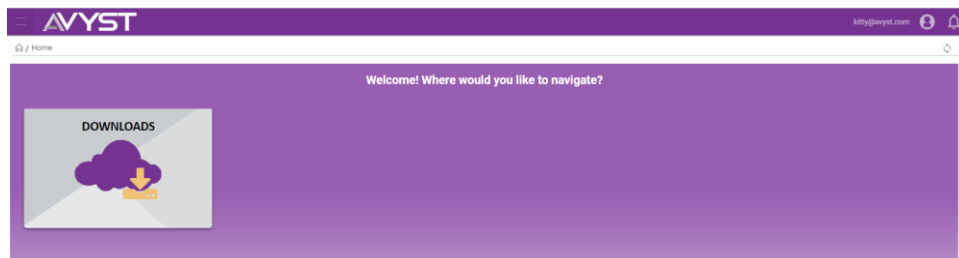 AVYST
kitty@avyst.com
/ Home
Welcome! Where would you like to navigate?
DOWNLOADS